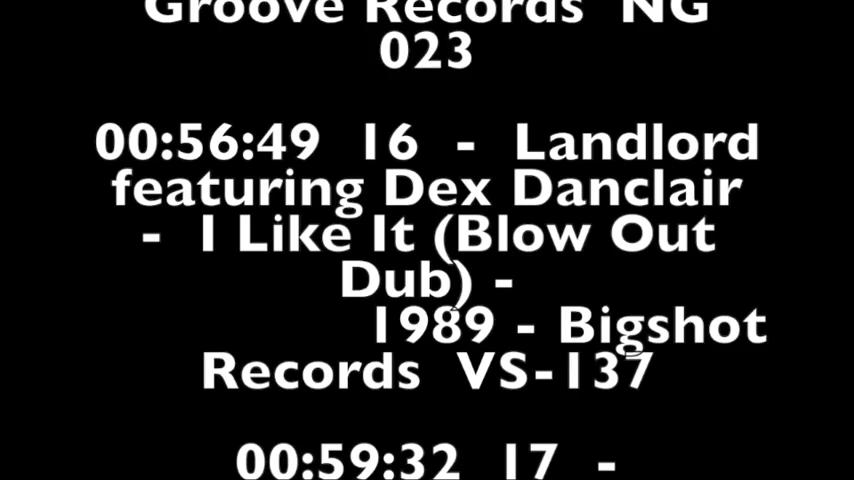 Groove Records NG
023
00:56:49 16 - Landlord
featuring Dex Danclair
- I Like It (Blow Out
Dub) -
1989 - Bigshot
Records VS-137
00:59:32 17 -